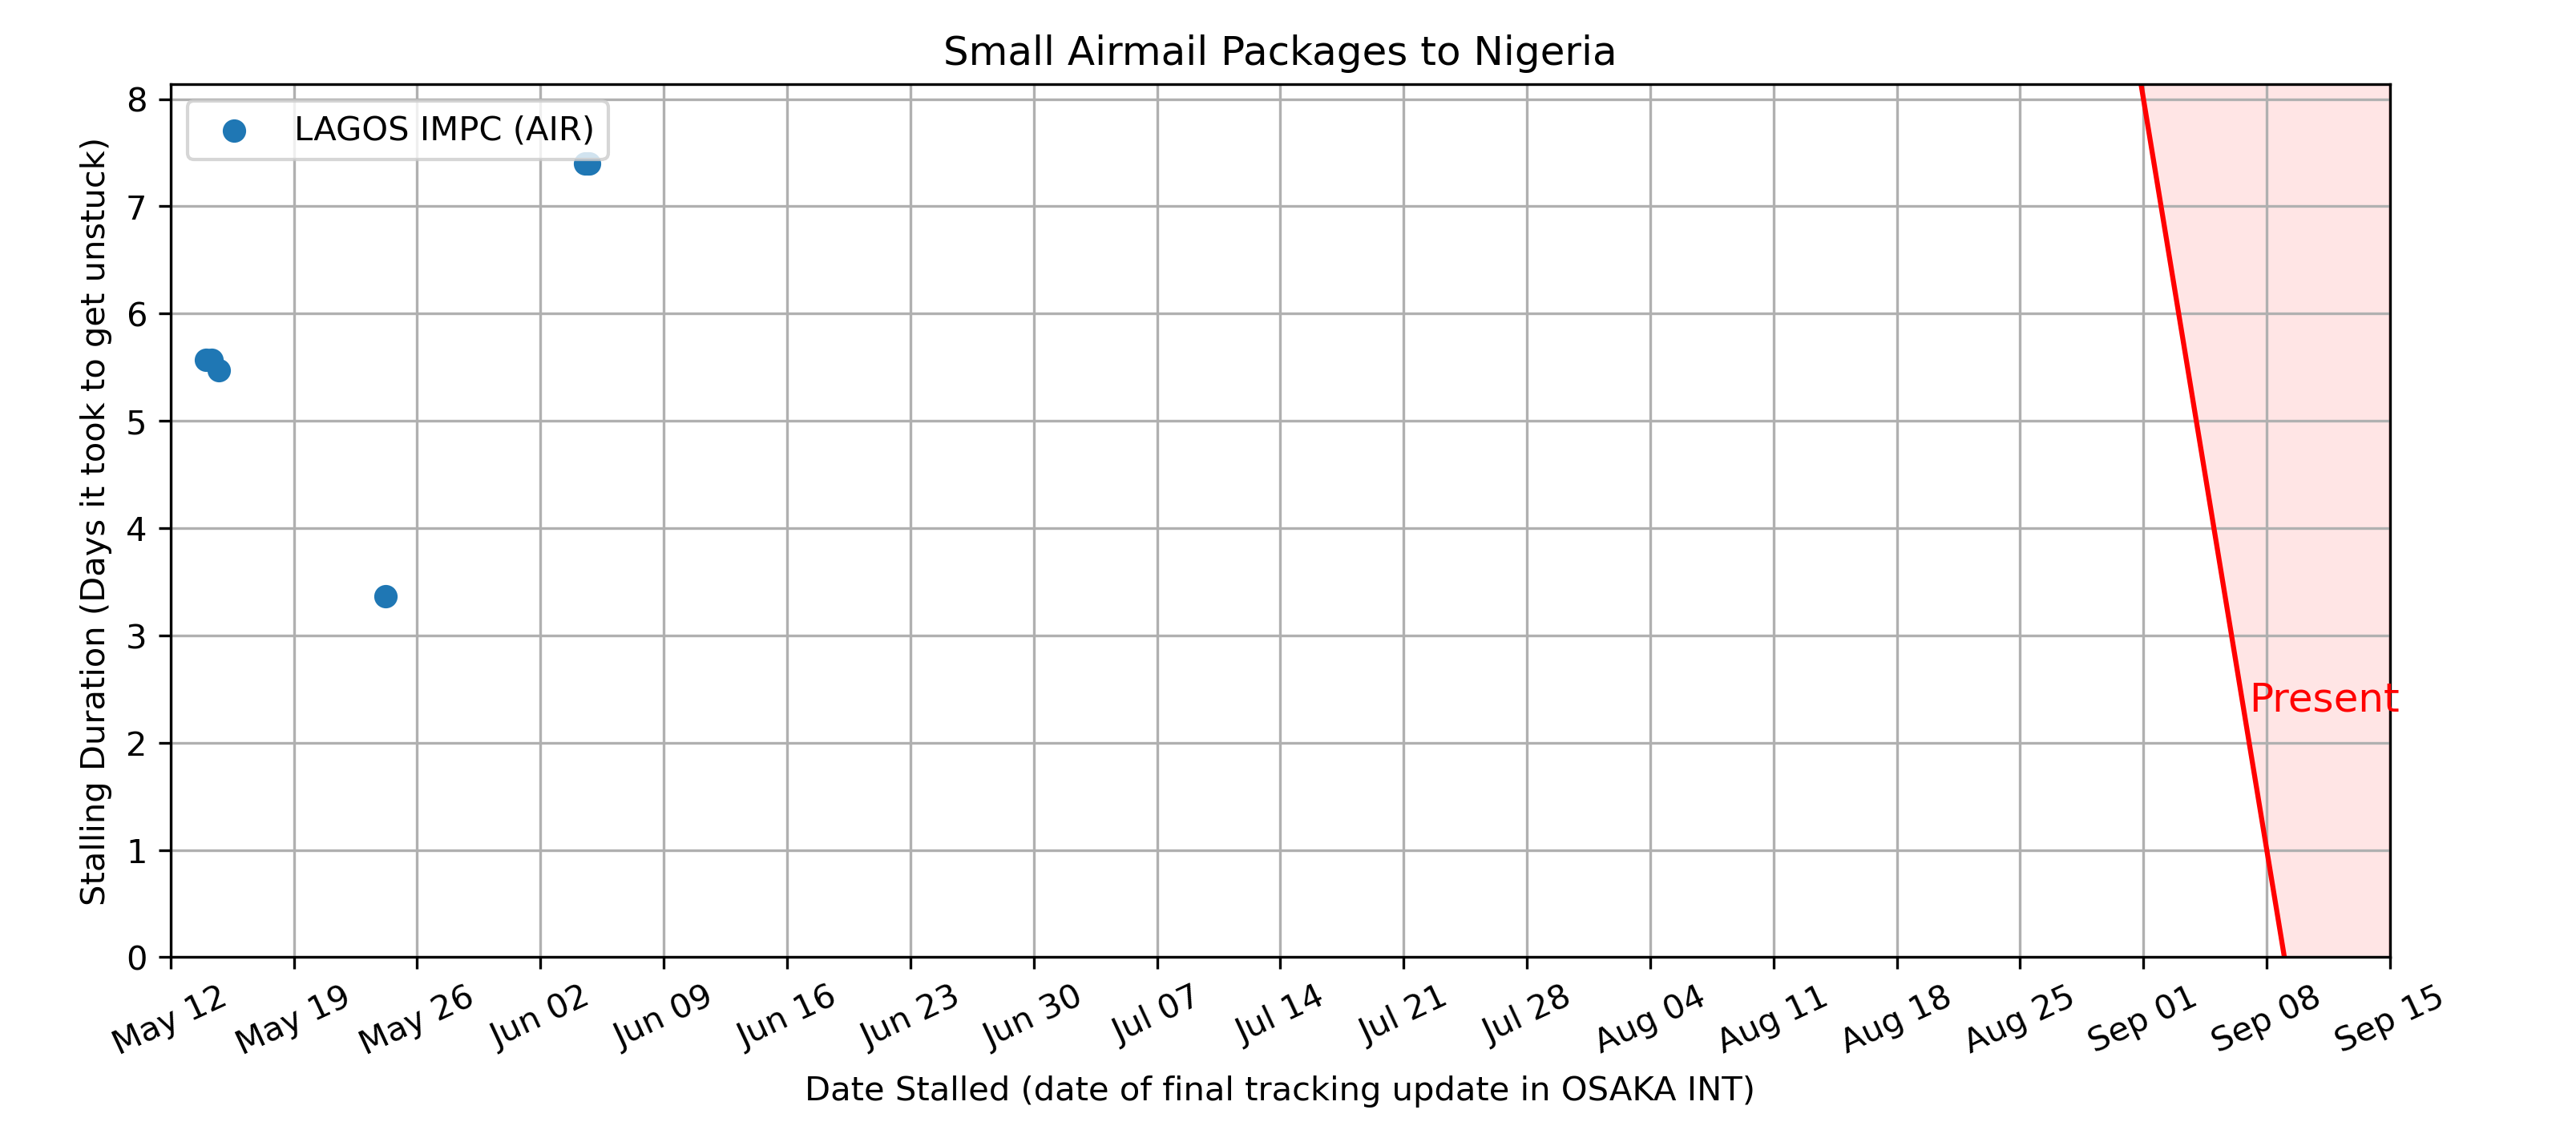 Small Airmail Packages to Nigeria
LAGOS IMPC (AIR)
Stalling Duration (Days it took to get unstuck)
8
7
6
5
4
3
2
1
0
Present
May 12 May 19 May 26 Jun 02 Jun 09 Jun 16 Jun 23 Jun 30 Jul 07 Jul 14 Jul 21 Jul 28 Aug 04 Aug 11 Aug 18 Aug 25 Sep 01 Sep 08 Sep 15
Date Stalled (date of final tracking update in OSAKA INT)